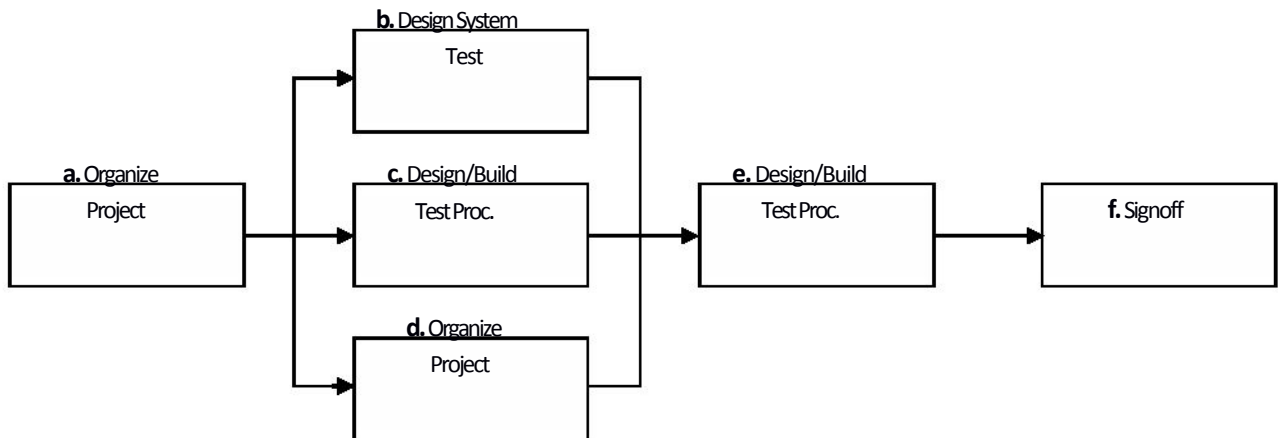 b. Design System
Test
a. Organize
Project
c. Design/Build
Test Proc.
e. Design/Build
Test Proc.
f. Signoff
d. Organize
Project